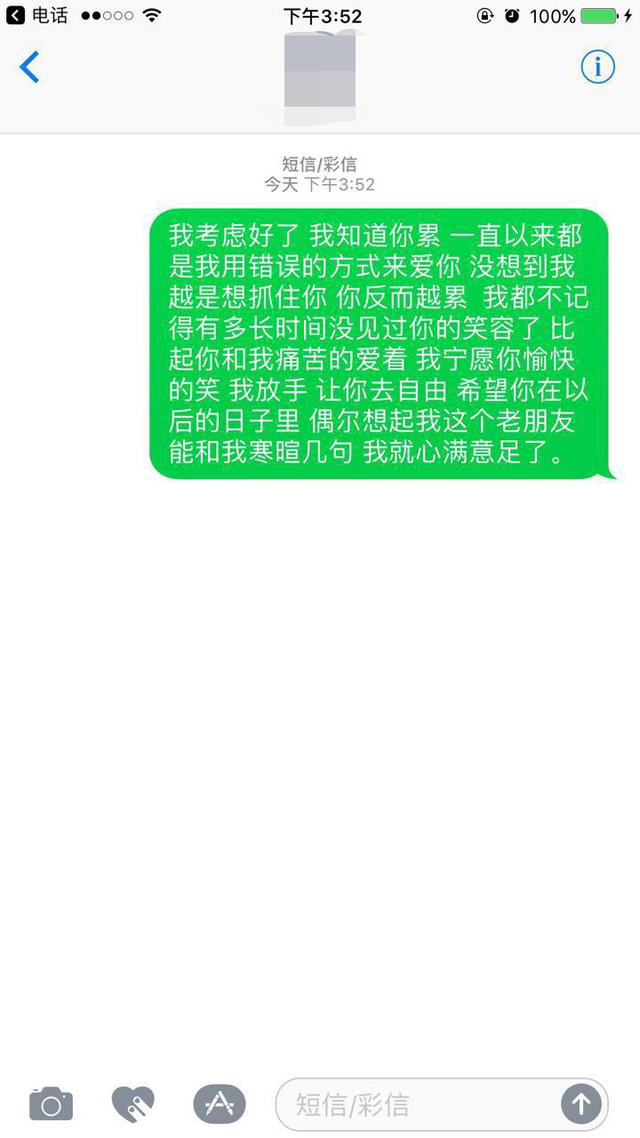 电话 下午3:52 100%
短信/彩信
今天 下午3:52
我考虑好了 我知道你累 一直以来都
是我用错误的方式来爱你 没想到我
越是想抓住你 你反而越累 我都不记
得有多长时间没见过你的笑容了 比
起你和我痛苦的爱着 我宁愿你愉快
的笑 我放手 让你去自由 希望你在以
后的日子里 偶尔想起我这个老朋友
能和我寒暄几句 我就心满意足了。
短信/彩信